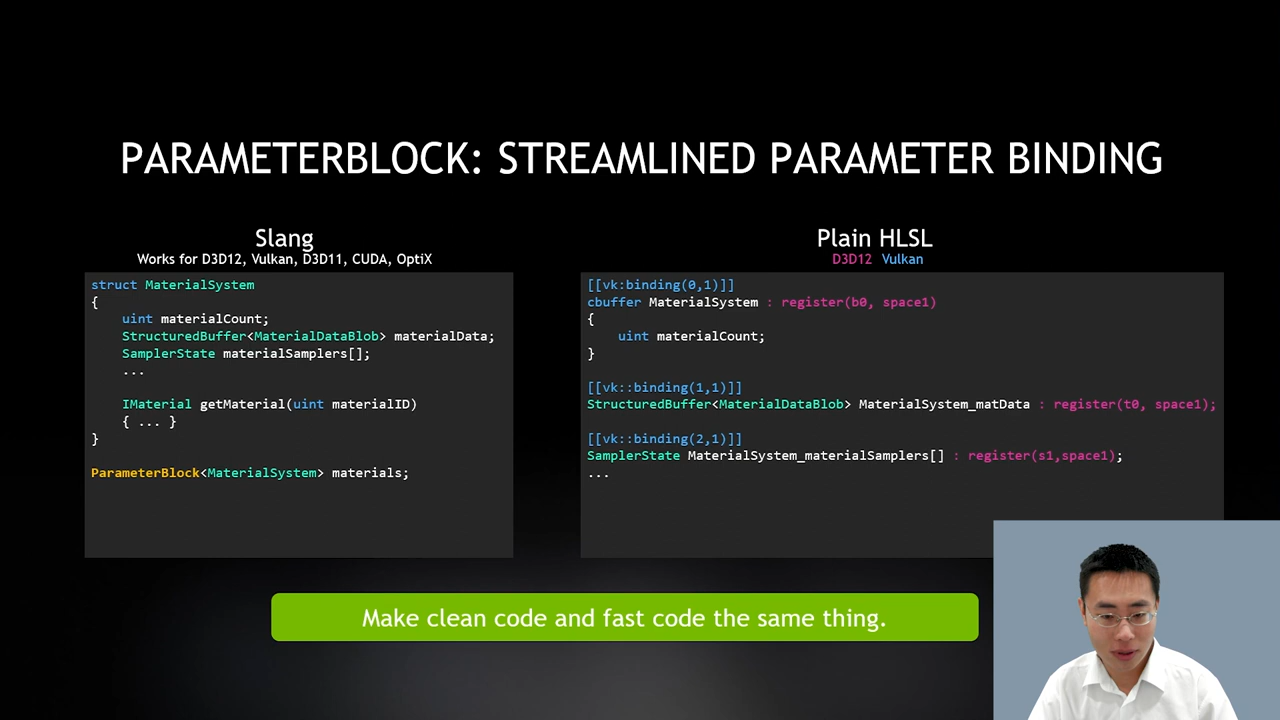 PARAMETERBLOCK: STREAMLINED PARAMETER BINDING
Slang
Works for D3D12, Vulkan, D3D11, CUDA, OptiX
struct MaterialSystem
{
    uint materialCount;
    StructuredBuffer<MaterialDataBlob> materialData;
    SamplerState materialSamplers[];
    ...
    IMaterial getMaterial(uint materialID)
    { ... }
}
ParameterBlock<MaterialSystem> materials;
Plain HLSL
D3D12 Vulkan
[[vk:binding(0,1)]]
cbuffer MaterialSystem : register(b0, space1)
{
    uint materialCount;
}
[[vk::binding(1,1)]]
StructuredBuffer<MaterialDataBlob> MaterialSystem_matData : register(t0, space1);
[[vk::binding(2,1)]]
SamplerState MaterialSystem_materialSamplers[] : register(s1,space1);
...
Make clean code and fast code the same thing.